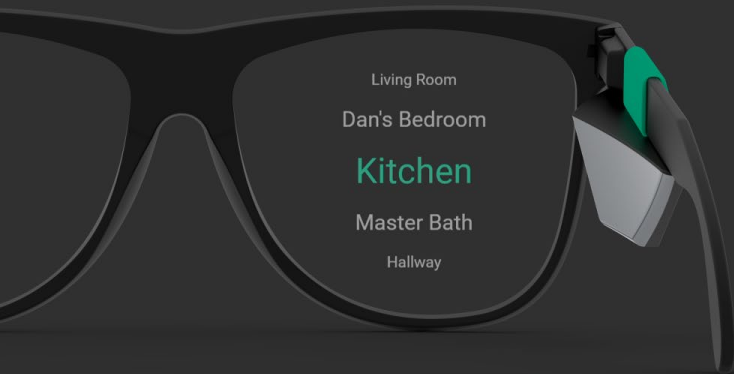 Living Room
Dan's Bedroom
Kitchen
Master Bath
Hallway